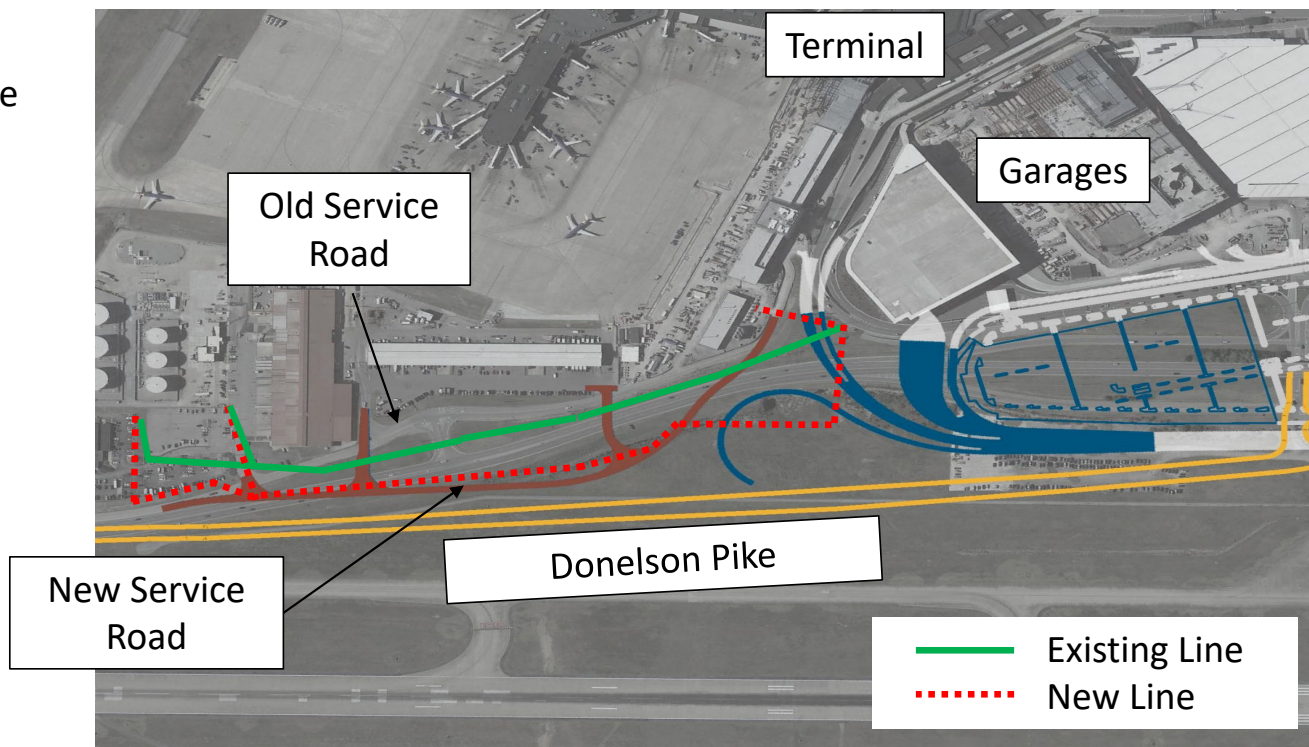 e
Terminal
Garages
Old Service
Road
Donelson Pike
New Service
Road
Existing Line
New Line